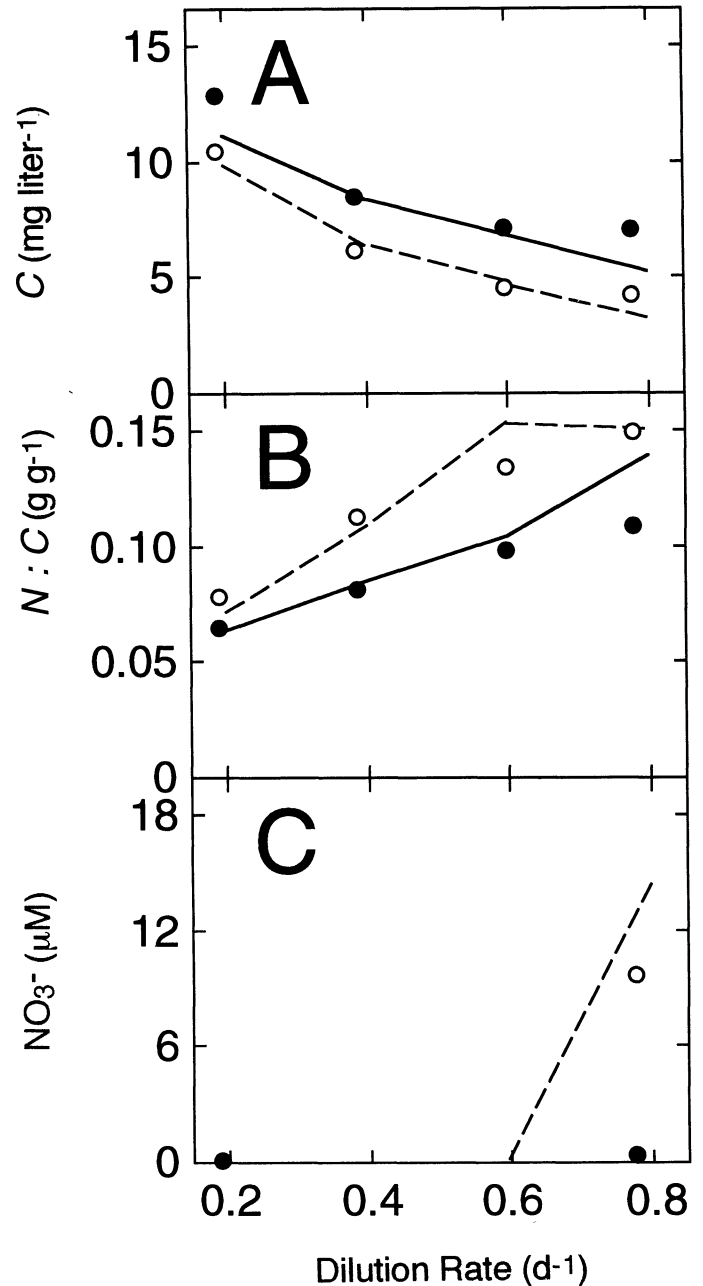 15
A
10
5
0
C (mg liter-1)
0.15
B
0.10
0.05
0
N : C (g g-1)
18
C
12
6
0
NO3- (μM)
0.2 0.4 0.6 0.8
Dilution Rate (d-1)